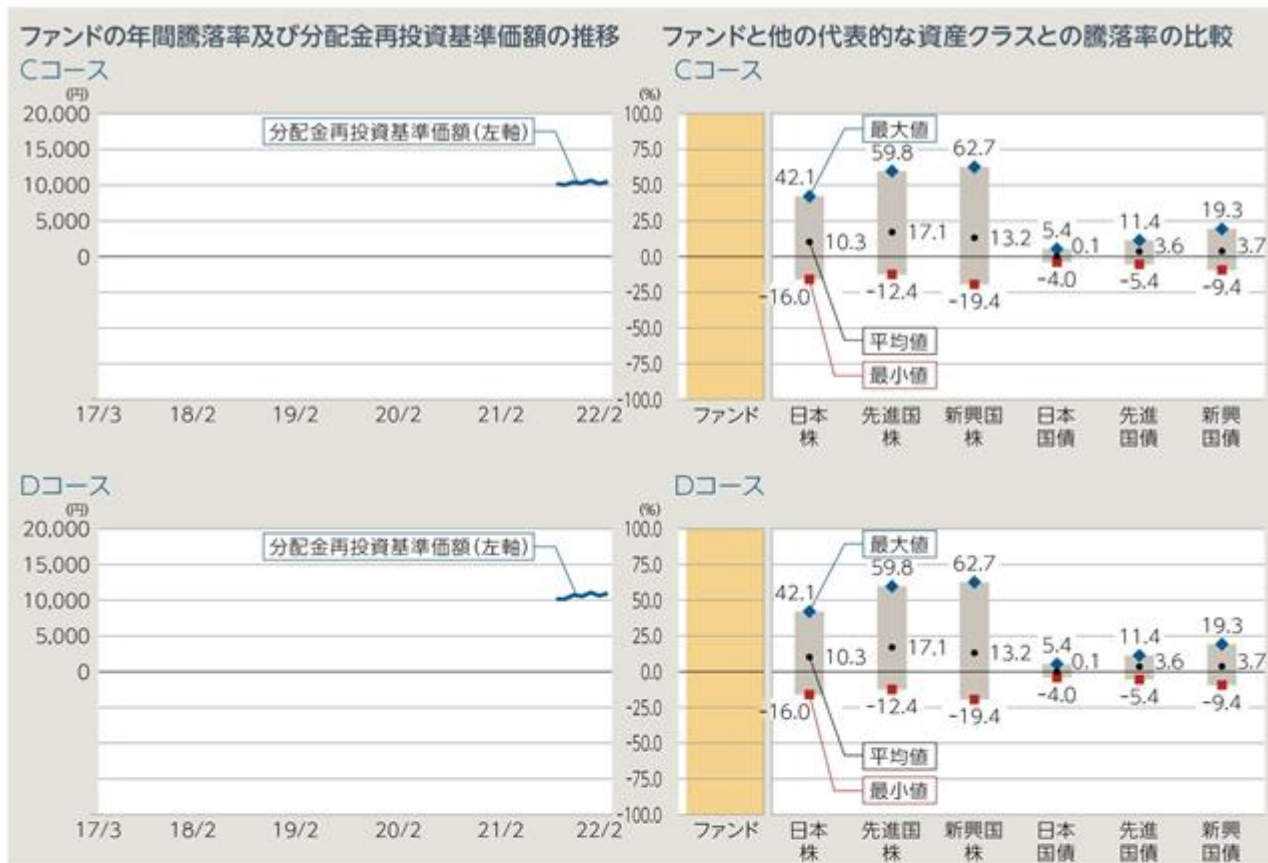 ファンドの年間騰落率及び分配金再投資基準価額の推移
Cコース
(円)
20,000
15,000
10,000
5,000
0
分配金再投資基準価額(左軸)
(%)
100.0
75.0
50.0
25.0
0.0
-25.0
-50.0
-75.0
-100.0
17/3 18/2 19/2 20/2 21/2 22/2
ファンドと他の代表的な資産クラスとの騰落率の比較
Cコース
最大値
42.1 59.8 62.7 5.4 11.4 19.3
10.3 17.1 13.2 0.1 3.6 3.7
-16.0 -12.4 -19.4 -4.0 -5.4 -9.4
平均値
最小値
ファンド 日本 先進国 新興国 日本 先進 新興
株 株 株 国債 国債 国債
Dコース
(円)
20,000
15,000
10,000
5,000
0
分配金再投資基準価額(左軸)
(%)
100.0
75.0
50.0
25.0
0.0
-25.0
-50.0
-75.0
-100.0
17/3 18/2 19/2 20/2 21/2 22/2
Dコース
最大値
42.1 59.8 62.7 5.4 11.4 19.3
10.3 17.1 13.2 0.1 3.6 3.7
-16.0 -12.4 -19.4 -4.0 -5.4 -9.4
平均値
最小値
ファンド 日本 先進国 新興国 日本 先進 新興
株 株 株 国債 国債 国債